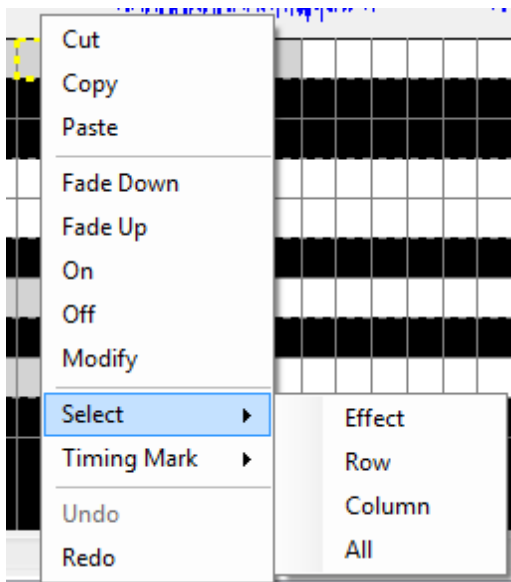 Cut
Copy
Paste
Fade Down
Fade Up
On
Off
Modify
Select
Timing Mark
Undo
Redo
Effect
Row
Column
All